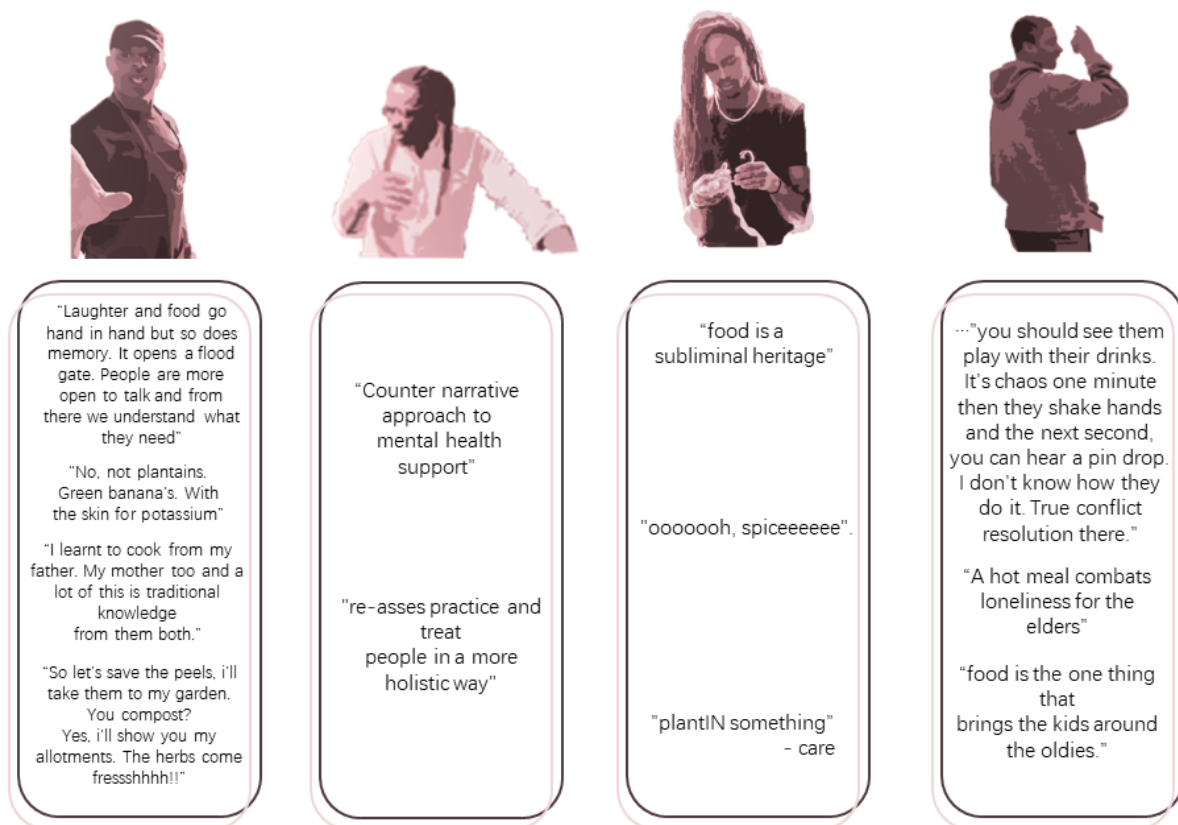 “Laughter and food go
hand in hand but so does
memory. It opens a flood
gate. People are more
open to talk and from
there we understand what
they need”
“No, not plantains.
Green banana's. With
the skin for potassium”
“I learnt to cook from my
father. My mother too and a
lot of this is traditional
knowledge
from them both.”
“So let's save the peels, i'll
take them to my garden.
You compost?
Yes, i'll show you my
allotments. The herbs come
fressshhhh!!”
“Counter narrative
approach to
mental health
support”
"re-asses practice and
treat
people in a more
holistic way"
“food is a
subliminal heritage”
"ooooooh, spiceeeeee".
"plantIN something”
- care
…”you should see them
play with their drinks.
It's chaos one minute
then they shake hands
and the next second,
you can hear a pin drop.
I don't know how they
do it. True conflict
resolution there.”
“A hot meal combats
loneliness for the
elders”
“food is the one thing
that
brings the kids around
the oldies.”